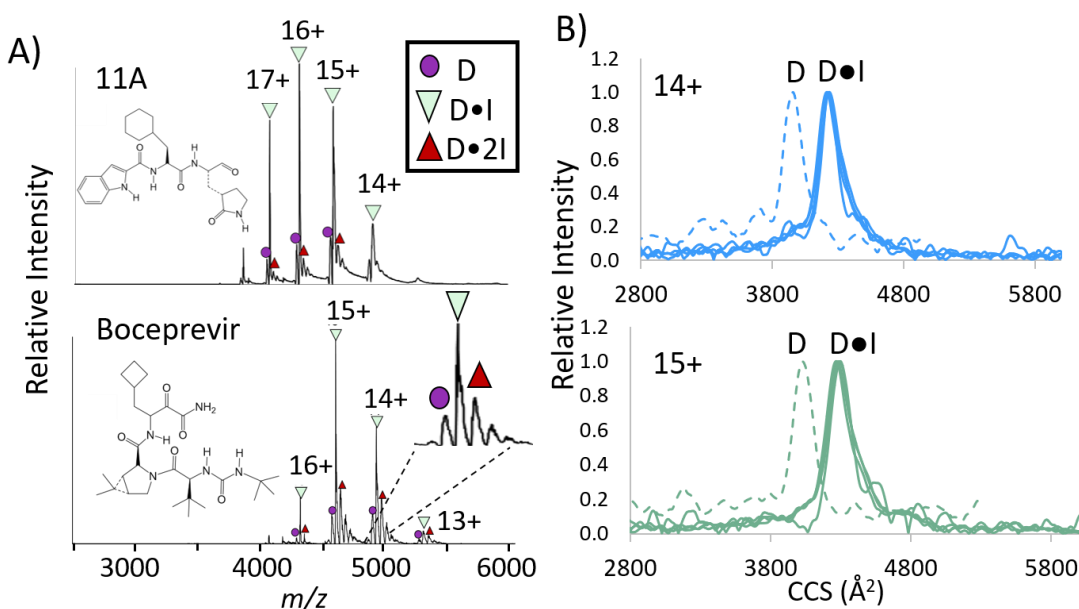 A)
11A
17+
16+
15+
14+
D
D•I
D•2I
H
N
O
N
H
O
N
H
O
O
N
H
Relative Intensity
Boceprevir
16+
15+
14+
13+
O
NH₂
O
O
N
H
N
O
H
N
O
H
N
3000
4000
5000
6000
m/z
B)
14+
D D●I
1.2
1.0
0.8
0.6
0.4
0.2
0.0
2800 3800 4800 5800
Relative Intensity
15+
D D●I
1.2
1.0
0.8
0.6
0.4
0.2
0.0
2800 3800 4800 5800
CCS (Å²)